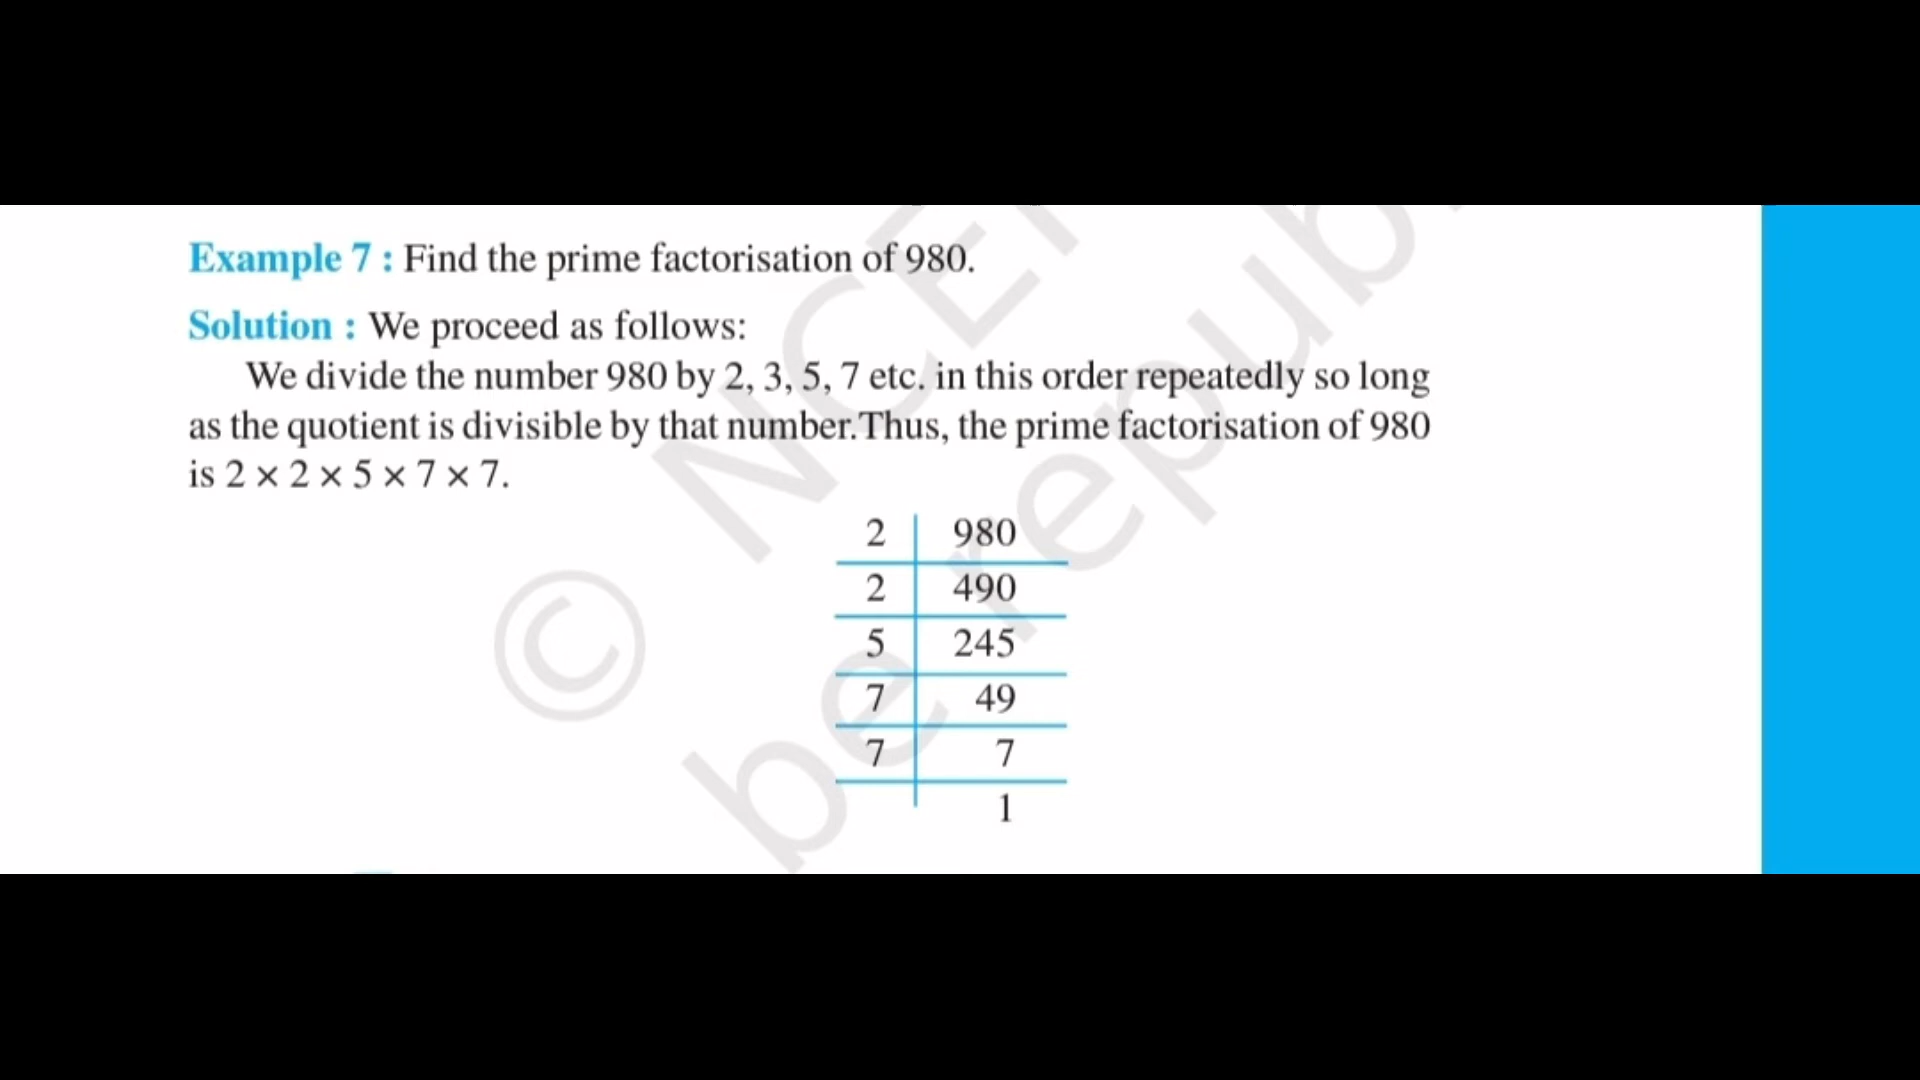 Example 7 : Find the prime factorisation of 980.
Solution : We proceed as follows:
We divide the number 980 by 2, 3, 5, 7 etc. in this order repeatedly so long
as the quotient is divisible by that number.Thus, the prime factorisation of 980
is 2 × 2 × 5 × 7 × 7.
2 980
2 490
5 245
7 49
7 7
1
©
be repub